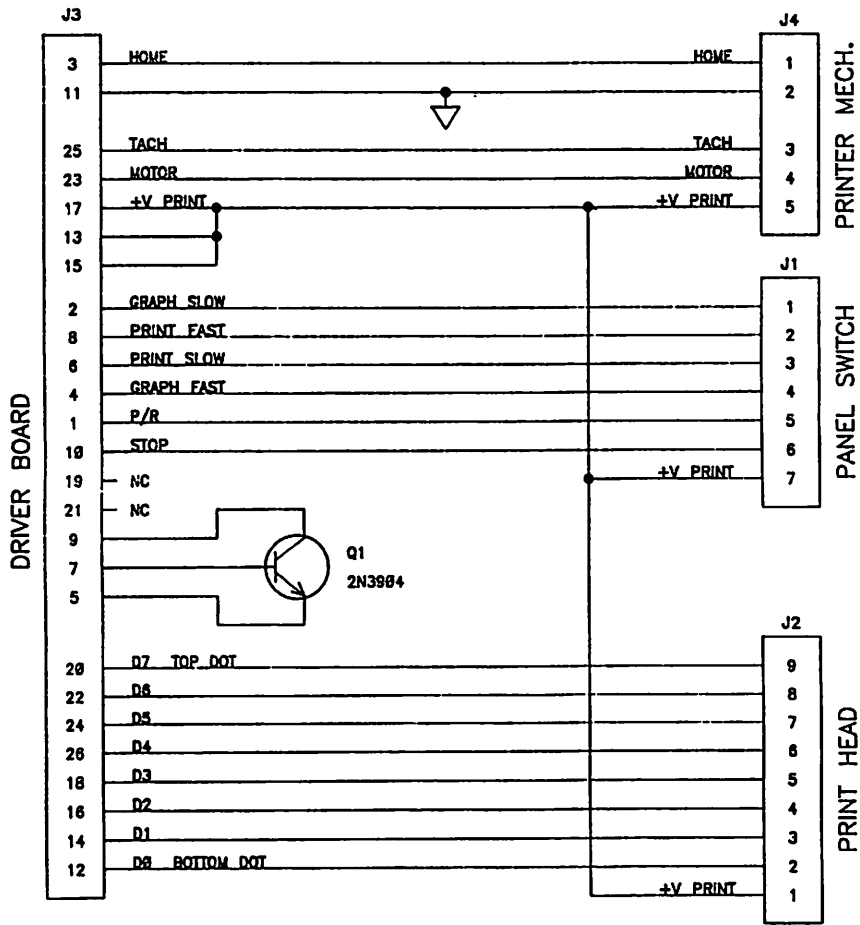 J3
J4
3 HOME HOME 1
11 2
25 TACH TACH 3
23 MOTOR MOTOR 4
17 +V PRINT +V PRINT 5
13
15
PRINTER MECH.
J1
2 GRAPH SLOW 1
8 PRINT FAST 2
6 PRINT SLOW 3
4 GRAPH FAST 4
1 P/R 5
10 STOP 6
19 NC +V PRINT 7
21 NC
PANEL SWITCH
DRIVER BOARD
9
7
5
Q1
2N3904
J2
20 D7 TOP DOT 9
22 D6 8
24 D5 7
26 D4 6
18 D3 5
16 D2 4
14 D1 3
12 D0 BOTTOM DOT 2
+V PRINT 1
PRINT HEAD